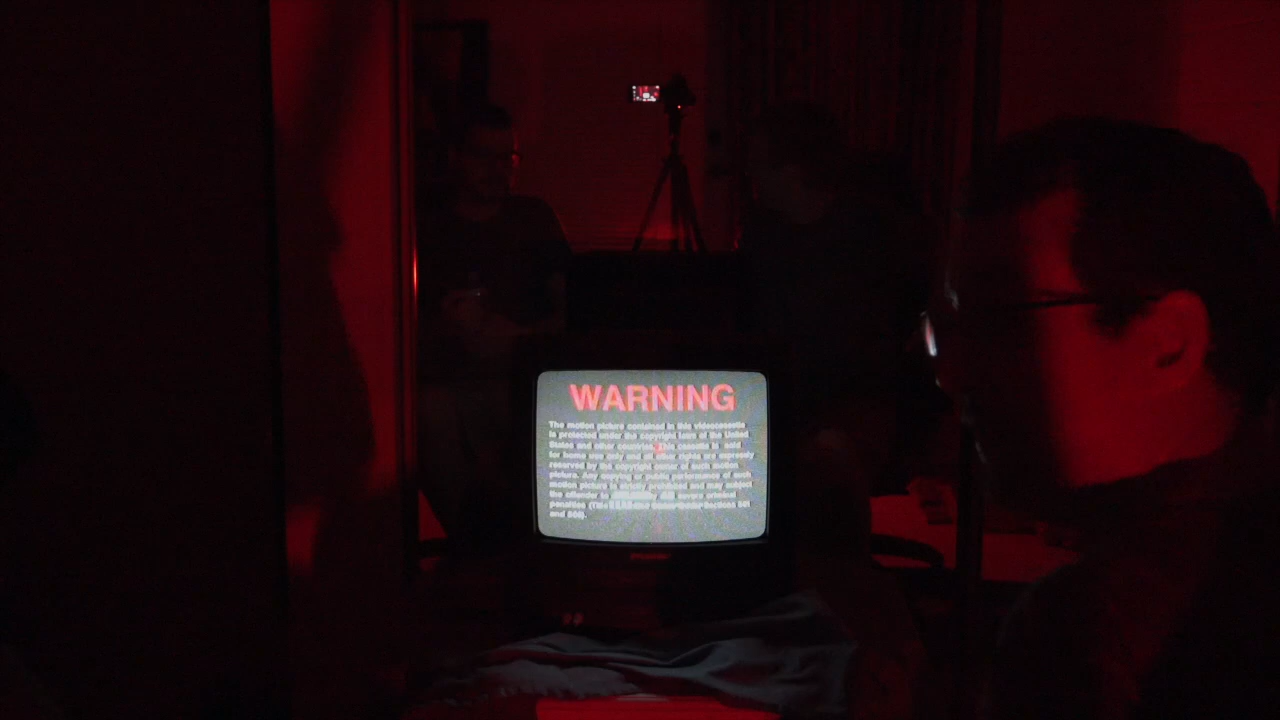 WARNING
The motion picture contained in this videocassette
is protected under the copyright laws of the United
States and other countries. This cassette is sold
for home use only and all other rights are expressly
reserved by the copyright owner of such motion
picture. Any copying or public performance of such
motion picture is strictly prohibited and may subject
the offender to severe criminal
penalties (Title Sections 501
and 506).